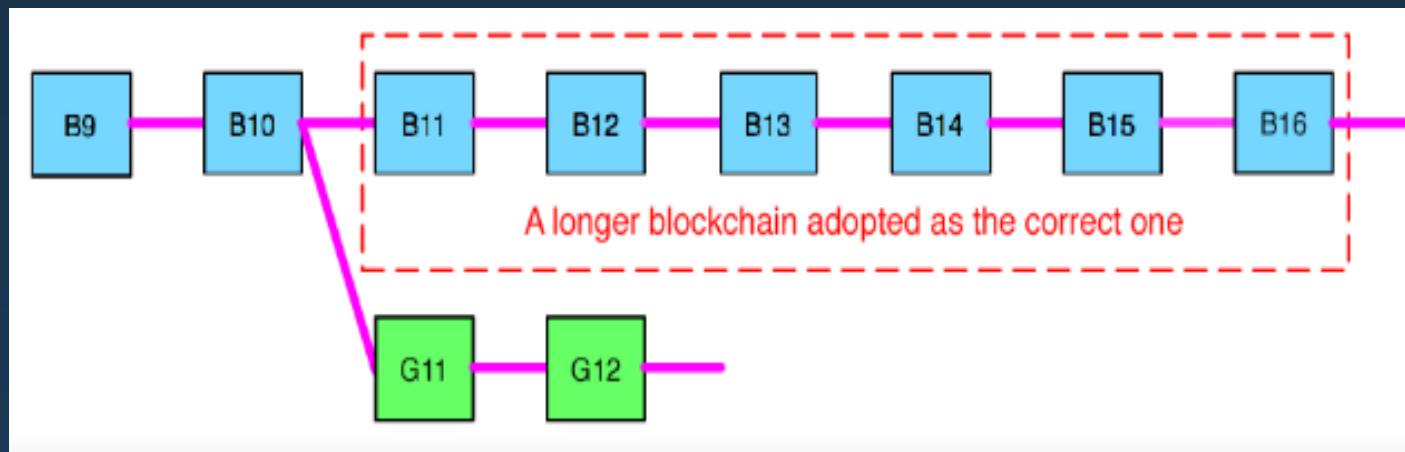 B9 B10 B11 B12 B13 B14 B15 B16
A longer blockchain adopted as the correct one
G11 G12